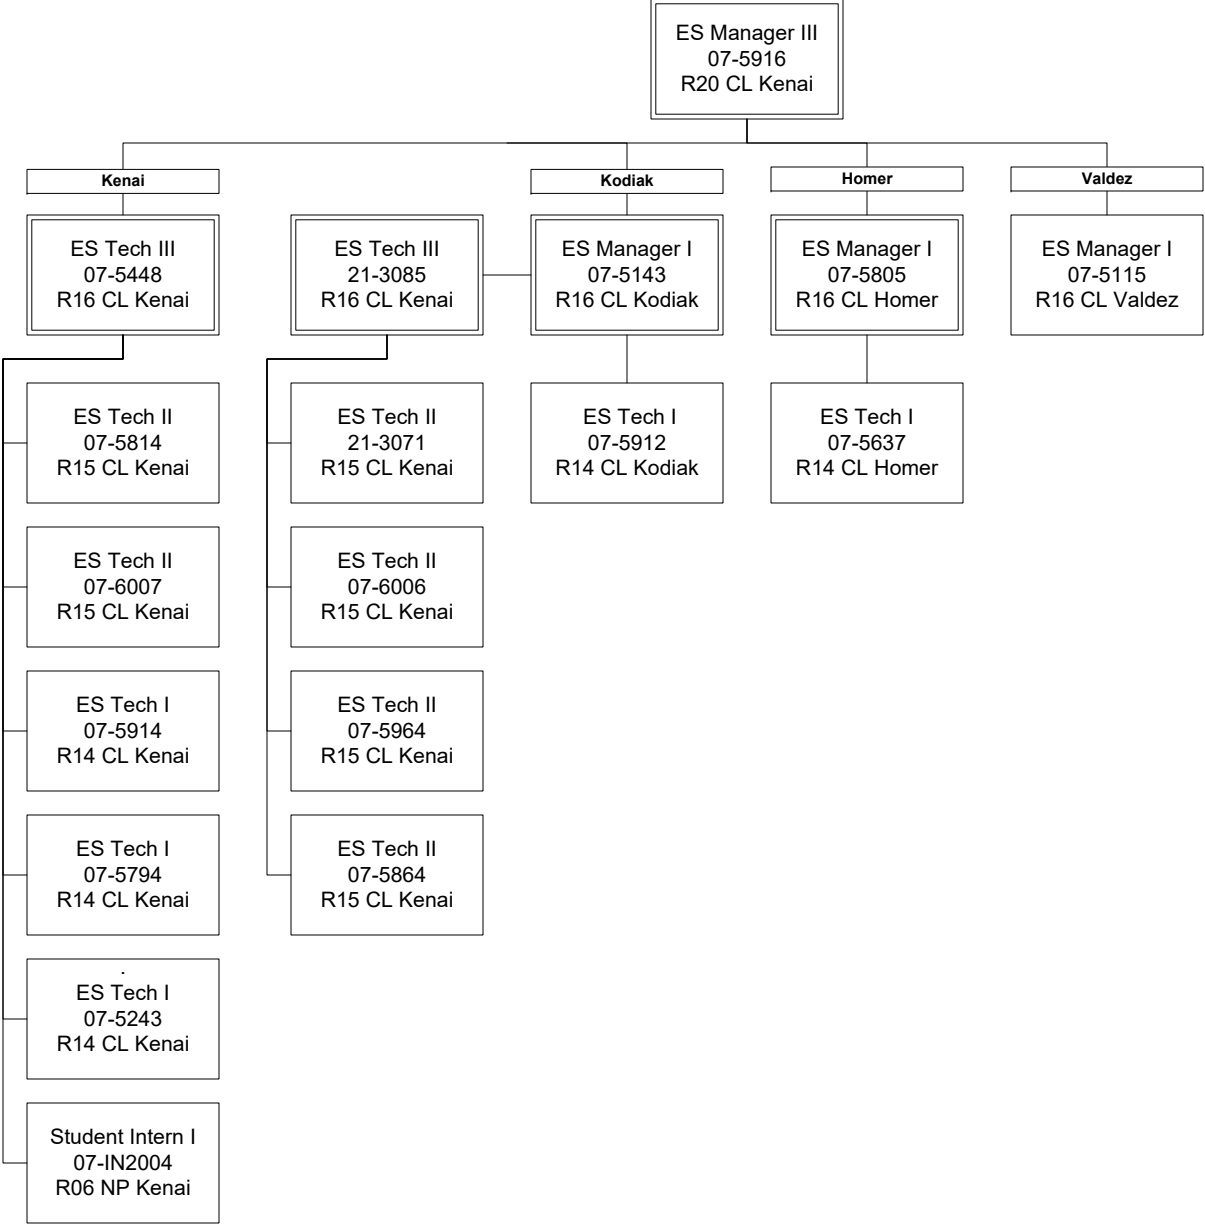 ES Manager III
07-5916
R20 CL Kenai
Kenai
Kodiak
Homer
Valdez
ES Tech III
07-5448
R16 CL Kenai
ES Tech III
21-3085
R16 CL Kenai
ES Manager I
07-5143
R16 CL Kodiak
ES Manager I
07-5805
R16 CL Homer
ES Manager I
07-5115
R16 CL Valdez
ES Tech II
07-5814
R15 CL Kenai
ES Tech II
21-3071
R15 CL Kenai
ES Tech I
07-5912
R14 CL Kodiak
ES Tech I
07-5637
R14 CL Homer
ES Tech II
07-6007
R15 CL Kenai
ES Tech II
07-6006
R15 CL Kenai
ES Tech I
07-5914
R14 CL Kenai
ES Tech II
07-5964
R15 CL Kenai
ES Tech I
07-5794
R14 CL Kenai
ES Tech II
07-5864
R15 CL Kenai
.
ES Tech I
07-5243
R14 CL Kenai
Student Intern I
07-IN2004
R06 NP Kenai